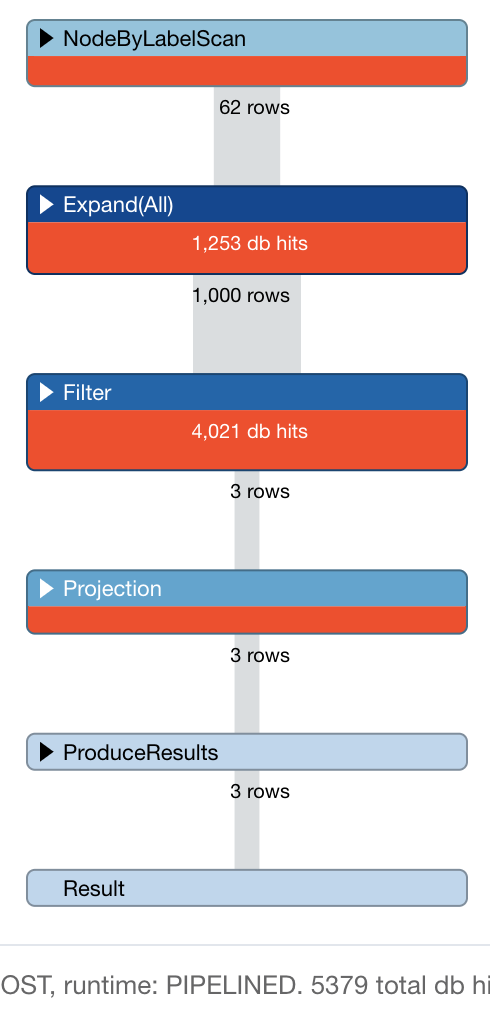 NodeByLabelScan
62 rows
Expand(All)
1,253 db hits
1,000 rows
Filter
4,021 db hits
3 rows
Projection
3 rows
ProduceResults
3 rows
Result
OST, runtime: PIPELINED. 5379 total db hi